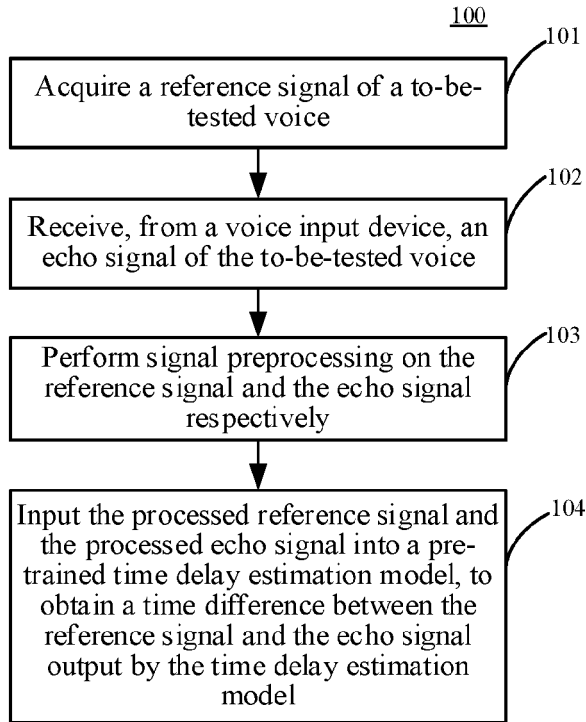 100
101
Acquire a reference signal of a to-be-
tested voice
102
Receive, from a voice input device, an
echo signal of the to-be-tested voice
103
Perform signal preprocessing on the
reference signal and the echo signal
respectively
104
Input the processed reference signal and
the processed echo signal into a pre-
trained time delay estimation model, to
obtain a time difference between the
reference signal and the echo signal
output by the time delay estimation
model